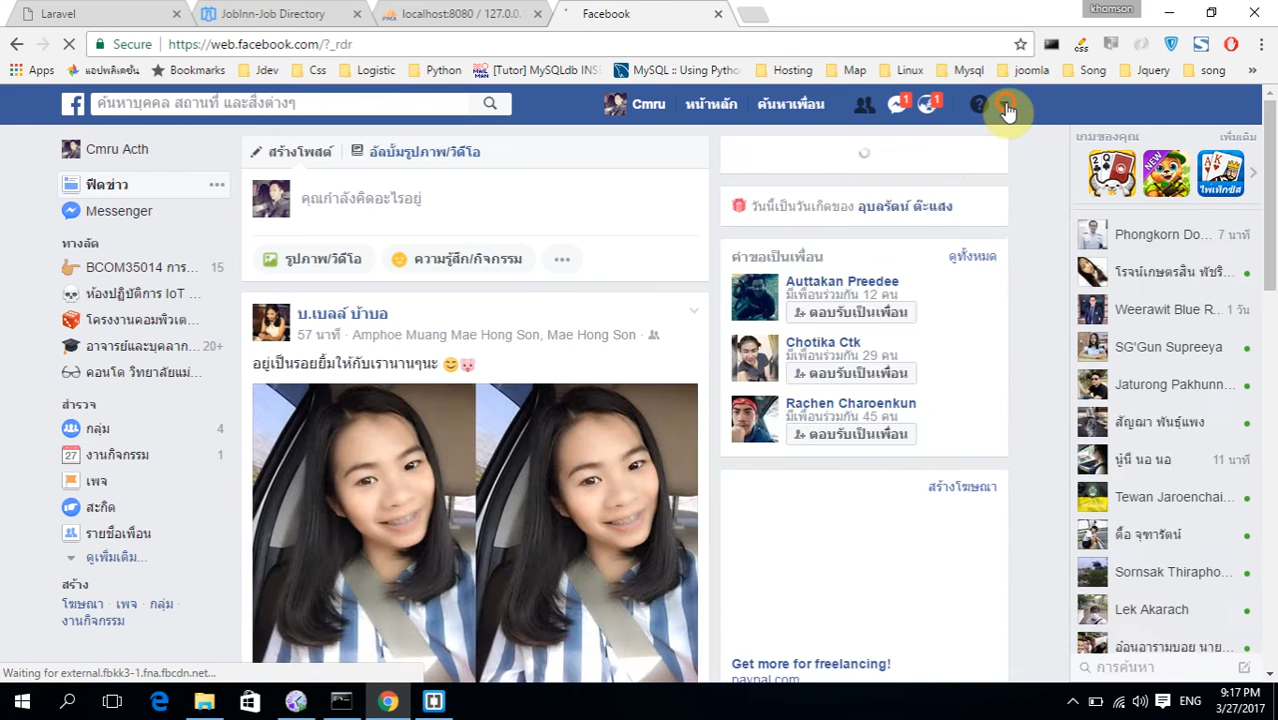 Laravel
JobInn-Job Directory
localhost:8080 / 127.0.0.
Facebook
khomson
Secure
https://web.facebook.com/?_rdr
Apps
แอปพลิเคชัน
Bookmarks
Jdev
Css
Logistic
Python
[Tutor] MySQLdb INS
MySQL :: Using Python
Hosting
Map
Linux
Mysql
joomla
Song
Jquery
song
ค้นหาบุคคล สถานที่ และสิ่งต่างๆ
Cmru
หน้าหลัก
ค้นหาเพื่อน
1
1
Cmru Acth
ฟีดข่าว
Messenger
ทางลัด
BCOM35014 การ... 15
ห้องปฏิบัติการ IoT ...
โครงงานคอมพิวเต...
อาจารย์และบุคลาก... 20+
คอนโด วิทยาลัยแม่...
สำรวจ
กลุ่ม 4
27 งานกิจกรรม 1
เพจ
สะกิด
รายชื่อเพื่อน
ดูเพิ่มเติม...
สร้าง
โฆษณา · เพจ · กลุ่ม ·
งานกิจกรรม
สร้างโพสต์
อัลบั้มรูปภาพ/วิดีโอ
คุณกำลังคิดอะไรอยู่
รูปภาพ/วิดีโอ
ความรู้สึก/กิจกรรม
บ.เบลล์ บ้าบอ
57 นาที · Amphoe Muang Mae Hong Son, Mae Hong Son ·
อยู่เป็นรอยยิ้มให้กับเรานานๆนะ 😊🐷
วันนี้เป็นวันเกิดของ อุบลรัตน์ ต๊ะแสง
คำขอเป็นเพื่อน
ดูทั้งหมด
Auttakan Preedee
มีเพื่อนร่วมกัน 12 คน
ตอบรับเป็นเพื่อน
Chotika Ctk
มีเพื่อนร่วมกัน 29 คน
ตอบรับเป็นเพื่อน
Rachen Charoenkun
มีเพื่อนร่วมกัน 45 คน
ตอบรับเป็นเพื่อน
สร้างโฆษณา
Get more for freelancing!
paypal.com
เกมของคุณ
เพิ่มเติม
NEW
ไพ่เท็กซัส
Phongkorn Do... 7 นาที
โรจน์เกษตรสิน พัชริ...
Weerawit Blue R... 1 วัน
SG'Gun Supreeya
Jaturong Pakhunn...
สัญฌา พันธุ์แพง
นู๋นี นอ นอ 11 นาที
Tewan Jaroenchai...
ตื้อ จุฑารัตน์
Sornsak Thirapho...
Lek Akarach
อ๋อนอารามบอย นาย...
การค้นหา
Waiting for external.fbkk3-1.fna.fbcdn.net...
ENG
9:17 PM
3/27/2017